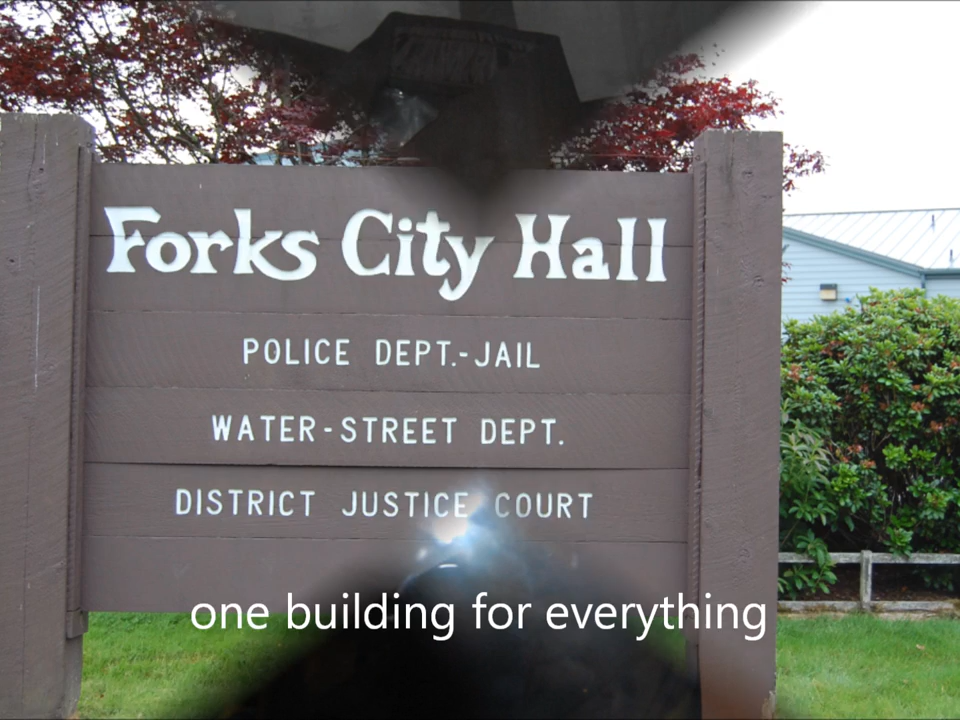 Forks City Hall
POLICE DEPT.-JAIL
WATER-STREET DEPT.
DISTRICT JUSTICE COURT
one building for everything